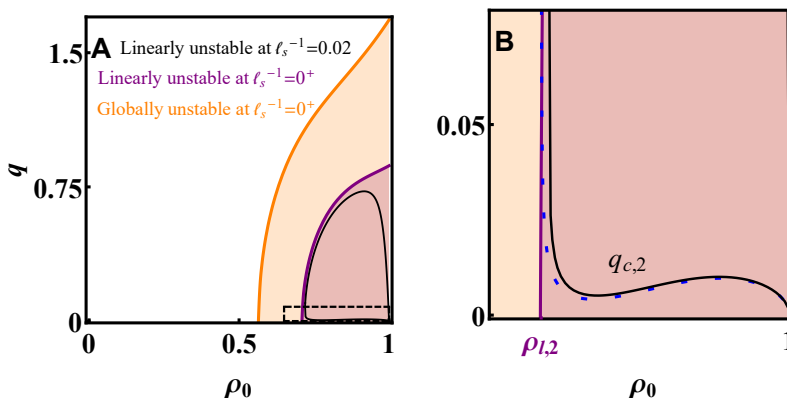 A
Linearly unstable at ℓs⁻¹=0.02
Linearly unstable at ℓs⁻¹=0⁺
Globally unstable at ℓs⁻¹=0⁺
1.5
0.75
0
q
0
0.5
1
ρ0
B
0.05
0
qc,2
ρl,2
1
ρ0